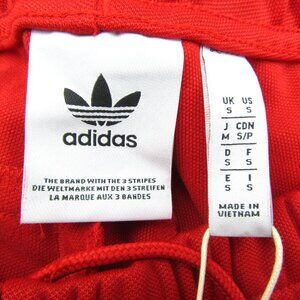 adidas
THE BRAND WITH THE 3 STRIPES
DIE WELTMARKE MIT DEN 3 STREIFEN
LA MARQUE AUX 3 BANDES
UK US
S S
J CDN
M S/P
D F
S S
E I
S S
MADE IN
VIETNAM